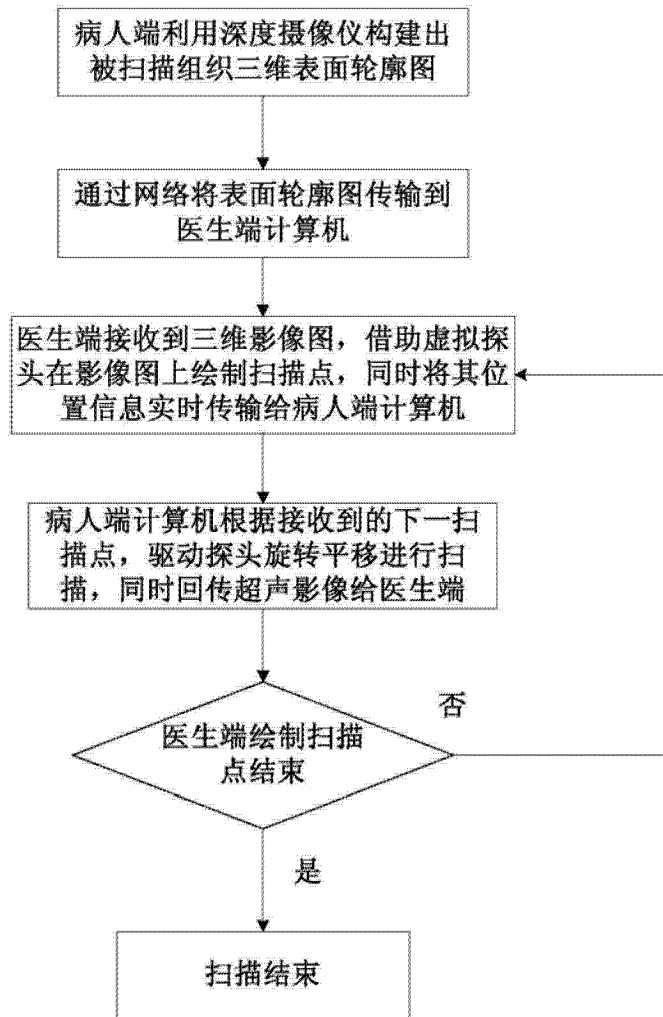 病人端利用深度摄像仪构建出
被扫描组织三维表面轮廓图
通过网络将表面轮廓图传输到
医生端计算机
医生端接收到三维影像图，借助虚拟探
头在影像图上绘制扫描点，同时将其位
置信息实时传输给病人端计算机
病人端计算机根据接收到的下一扫
描点，驱动探头旋转平移进行扫
描，同时回传超声影像给医生端
否
医生端绘制扫描
点结束
是
扫描结束